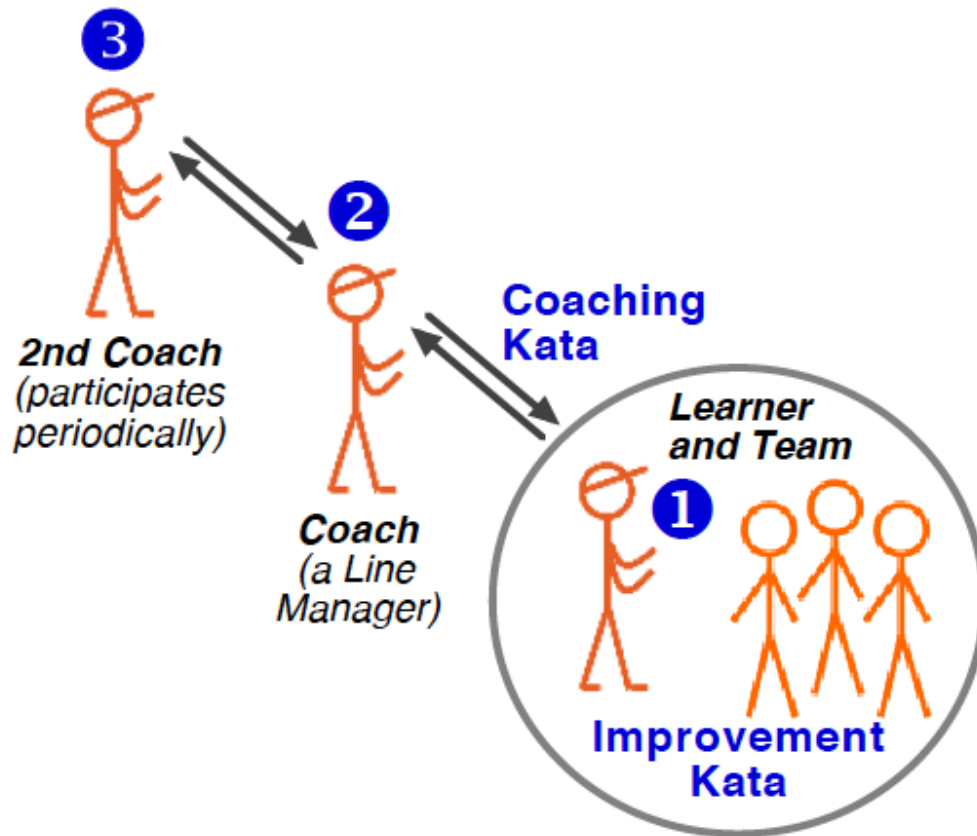 3
2nd Coach
(participates
periodically)
2
Coach
(a Line
Manager)
Coaching
Kata
Learner
and Team
1
Improvement
Kata